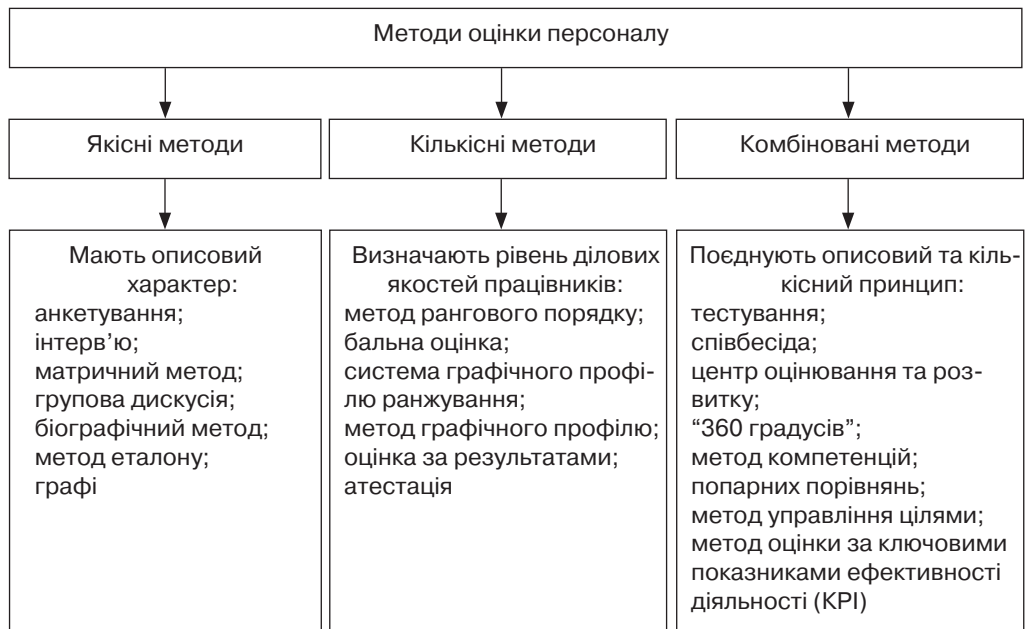 Методи оцінки персоналу
Якісні методи
Кількісні методи
Комбіновані методи
Мають описовий
характер:
анкетування;
інтерв’ю;
матричний метод;
групова дискусія;
біографічний метод;
метод еталону;
графі
Визначають рівень ділових
якостей працівників:
метод рангового порядку;
бальна оцінка;
система графічного профі-
лю ранжування;
метод графічного профілю;
оцінка за результатами;
атестація
Поєднують описовий та кіль-
кісний принцип:
тестування;
співбесіда;
центр оцінювання та роз-
витку;
“360 градусів”;
метод компетенцій;
попарних порівнянь;
метод управління цілями;
метод оцінки за ключовими
показниками ефективності
діяльності (KPI)